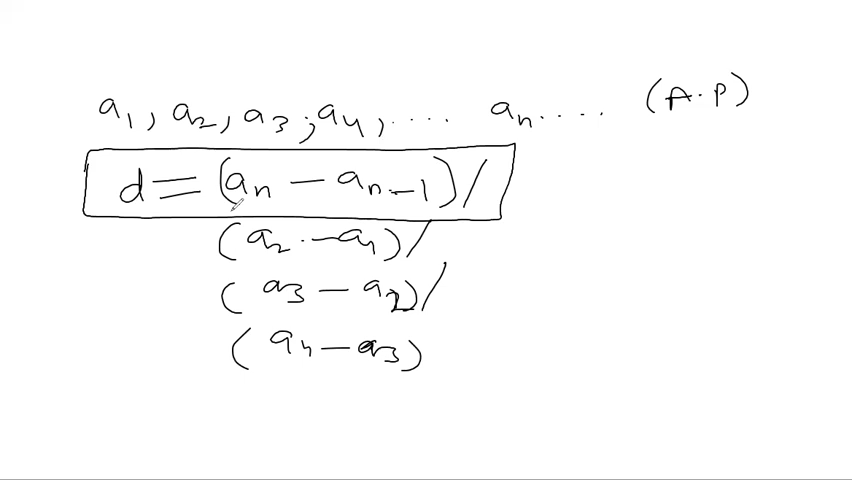 a₁, a₂, a₃, a₄, .... aₙ.... (A.P)
d = (aₙ − aₙ₋₁) /
(a₂ − a₁) /
(a₃ − a₂) /
(a₄ − a₃)